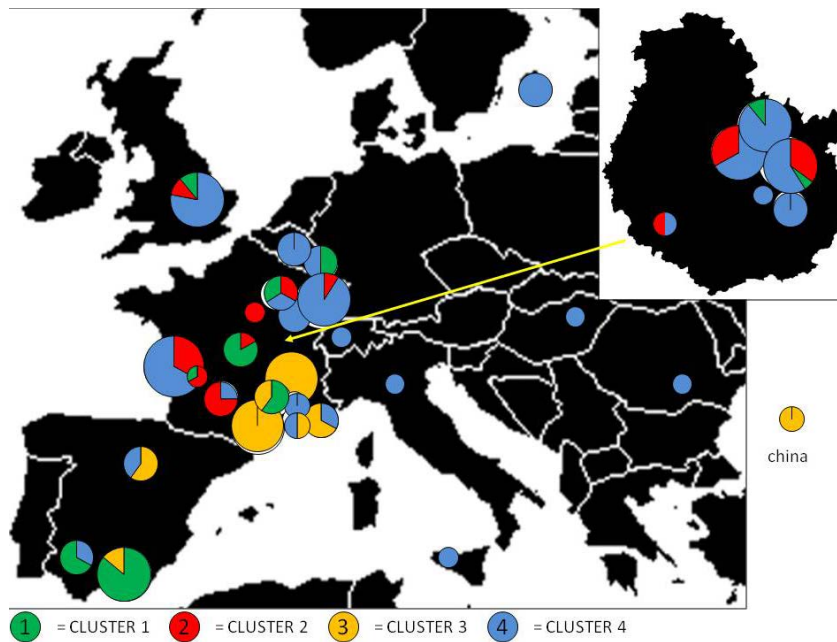 china
1 = CLUSTER 1 2 = CLUSTER 2 3 = CLUSTER 3 4 = CLUSTER 4